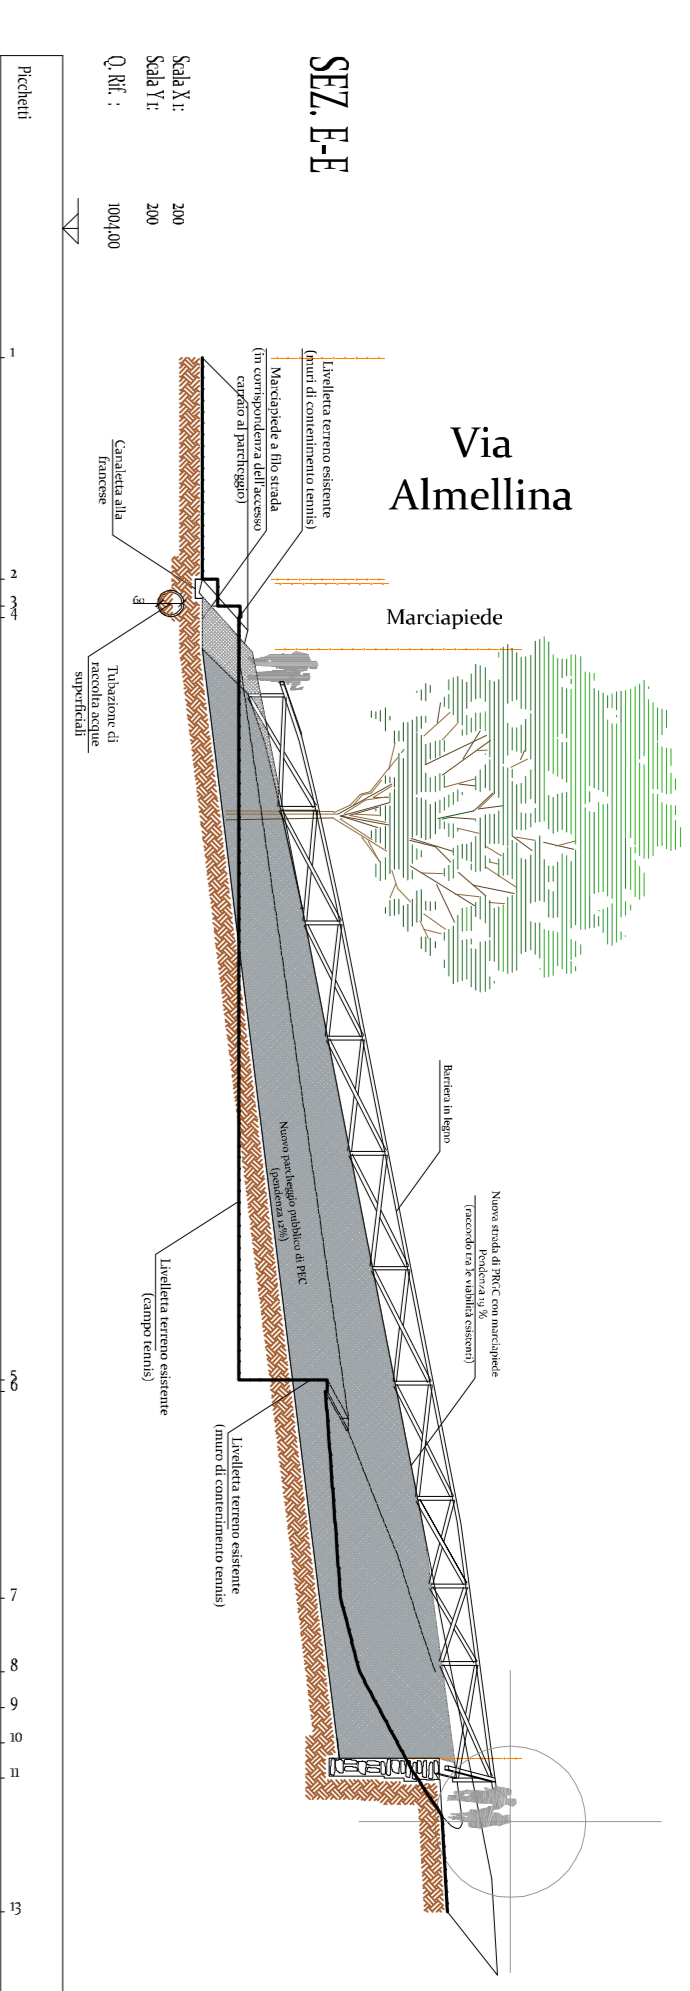 SEZ. E-E
Scala X 1: 200
Scala Y 1: 200
Q. Rif. : 1004.00
Picchetti
1
2
3
4
5
6
7
8
9
10
11
13
Via
Almellina
Marciapiede
Livelletta terreno esistente
(muri di contenimento tennis)
Marciapiede a filo strada
(in corrispondenza dell'accesso
carraio al parcheggio)
Canaletta alla
francese
80
Tubazione di
raccolta acque
superficiali
Barriera in legno
Nuova strada di PRGC con marciapiede
Pendenza 19 %
(raccordo tra le viabilità esistenti)
Nuovo parcheggio pubblico di PEC
(pendenza 12%)
Livelletta terreno esistente
(campo tennis)
Livelletta terreno esistente
(muro di contenimento tennis)